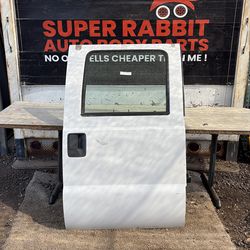 SUPER RABBIT
AUTO BODY PARTS
NO ELLS CHEAPER T ME !